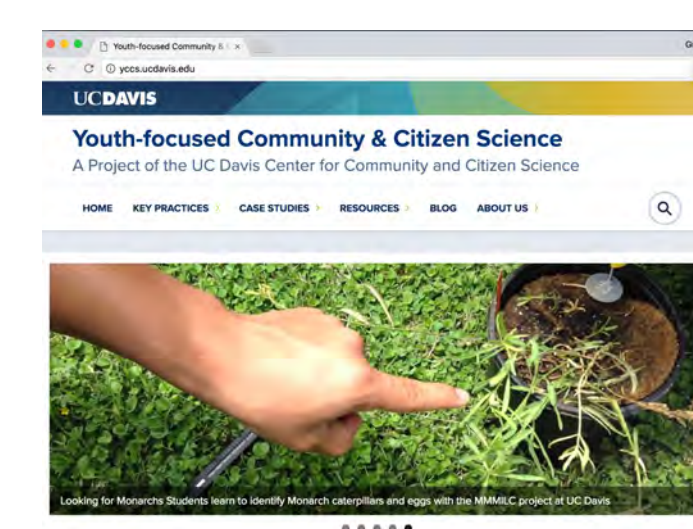 Youth-focused Community &
yccs.ucdavis.edu
UCDAVIS
Youth-focused Community & Citizen Science
A Project of the UC Davis Center for Community and Citizen Science
HOME KEY PRACTICES CASE STUDIES RESOURCES BLOG ABOUT US
Looking for Monarchs Students learn to identify Monarch caterpillars and eggs with the MMMILC project at UC Davis